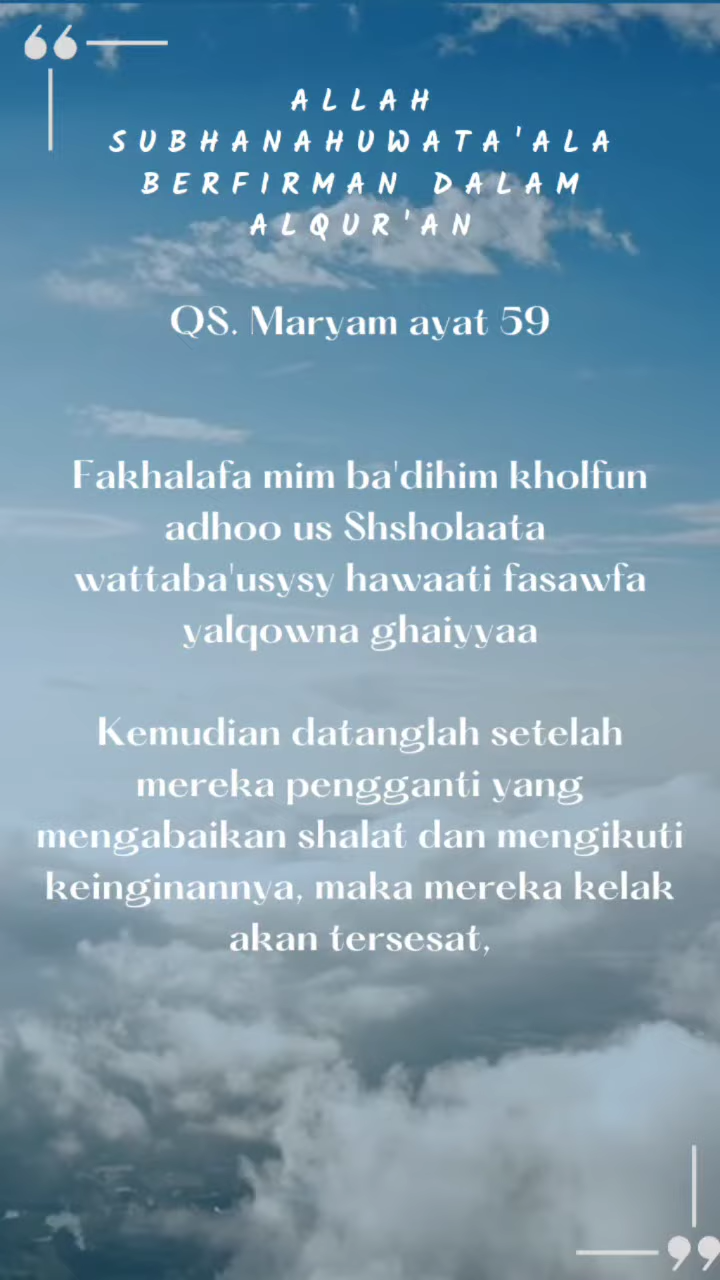 ALLAH
SUBHANAHUWATA'ALA
BERFIRMAN DALAM
ALQUR'AN
QS. Maryam ayat 59
Fakhalafa mim ba'dihim kholfun
adhoo us Shsholaata
wattaba'usysy hawaati fasawfa
yalqowna ghaiyyaa
Kemudian datanglah setelah
mereka pengganti yang
mengabaikan shalat dan mengikuti
keinginannya, maka mereka kelak
akan tersesat,